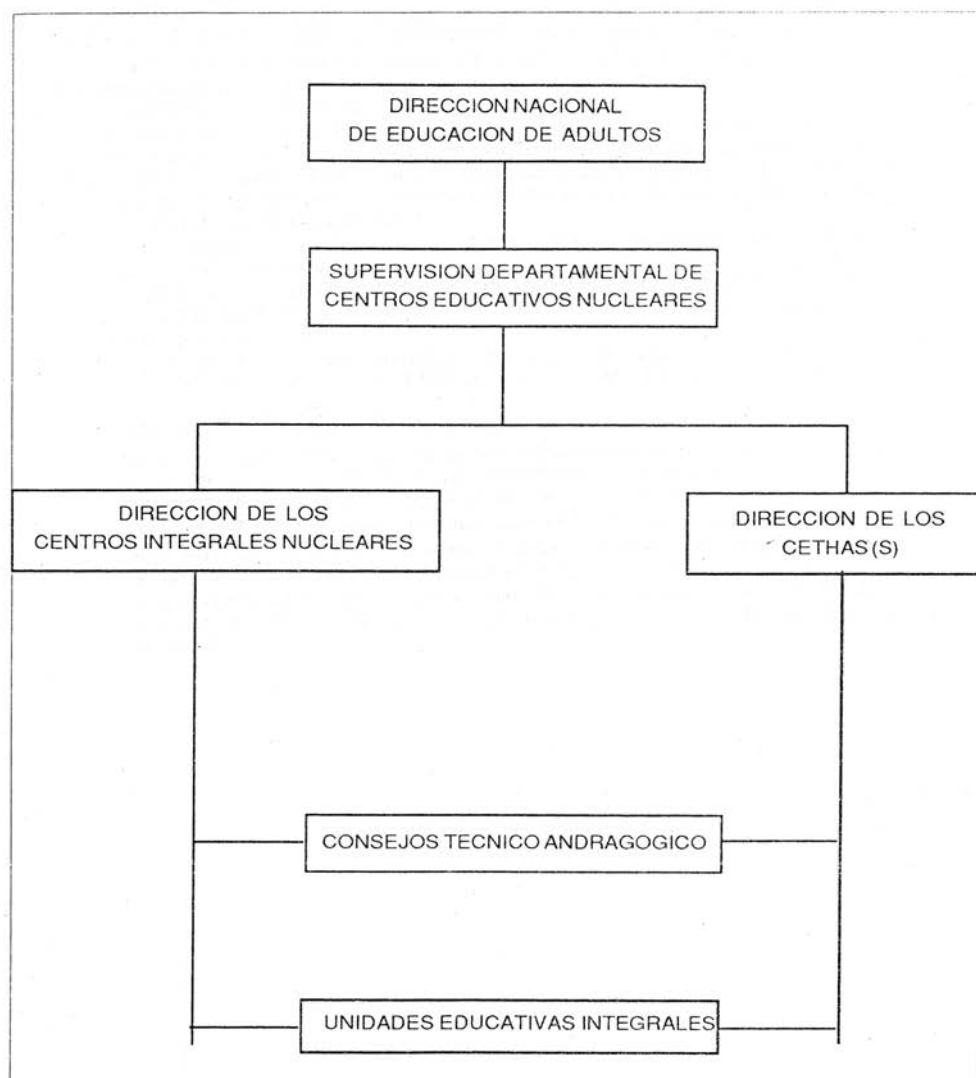 DIRECCION NACIONAL
DE EDUCACION DE ADULTOS
SUPERVISION DEPARTAMENTAL DE
CENTROS EDUCATIVOS NUCLEARES
DIRECCION DE LOS
CENTROS INTEGRALES NUCLEARES
DIRECCION DE LOS
CETHAS(S)
CONSEJOS TECNICO ANDRAGOGICO
UNIDADES EDUCATIVAS INTEGRALES